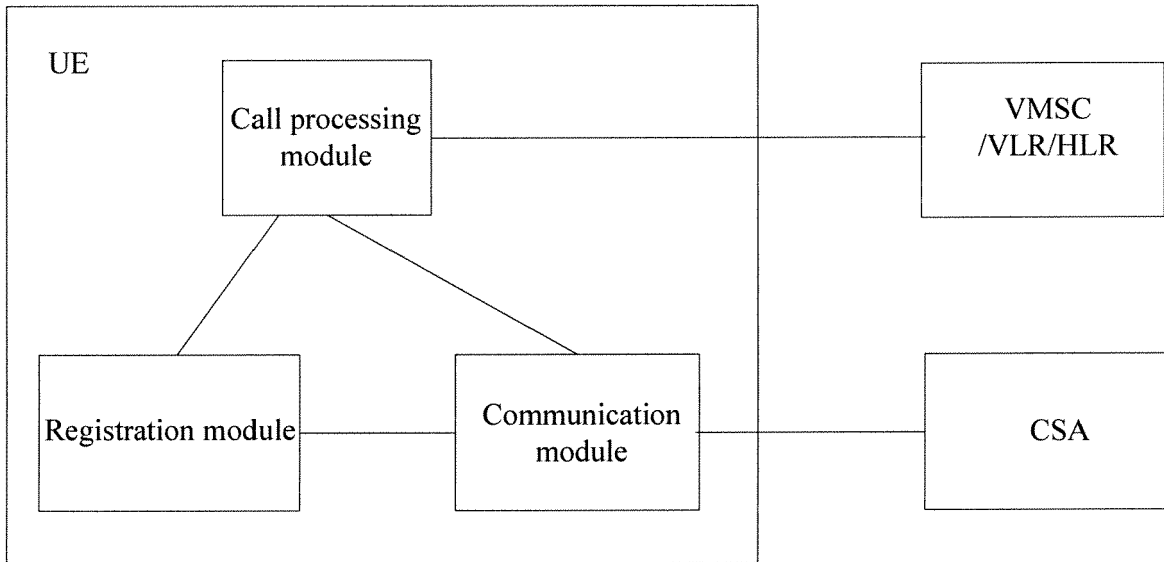 UE
Call processing
module
VMSC
/VLR/HLR
Registration module
Communication
module
CSA